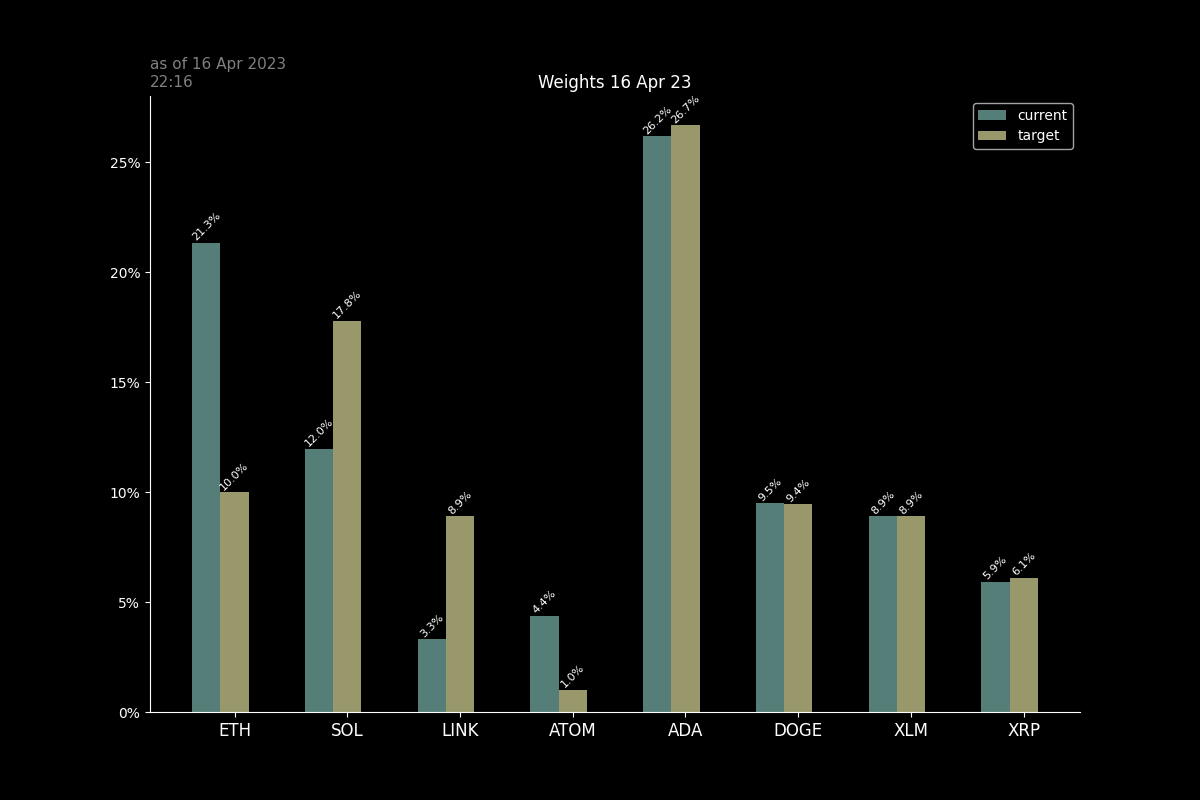 as of 16 Apr 2023
22:16
Weights 16 Apr 23
current
target
25%
20%
15%
10%
5%
0%
21.3%
10.0%
12.0%
17.8%
3.3%
8.9%
4.4%
1.0%
26.2%
26.7%
9.5%
9.4%
8.9%
8.9%
5.9%
6.1%
ETH
SOL
LINK
ATOM
ADA
DOGE
XLM
XRP